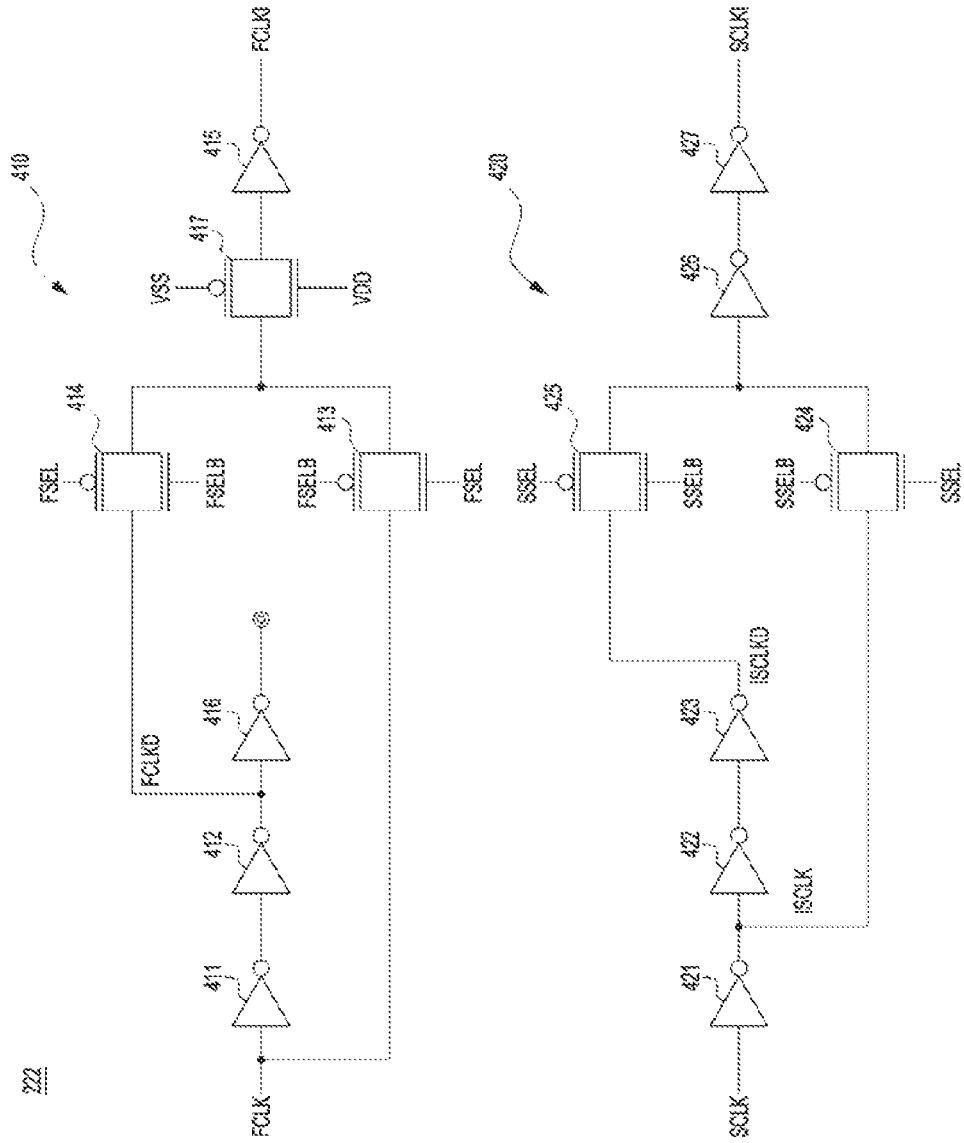 222
410
FCLK
411
412
FCLKD
416
FSEL
414
FSELB
FSELB
413
FSEL
VSS
417
VDD
415
FCLKI
420
SCLK
421
ISCLK
422
423
ISCLKD
SSEL
425
SSELB
SSELB
424
SSEL
426
427
SCLKI